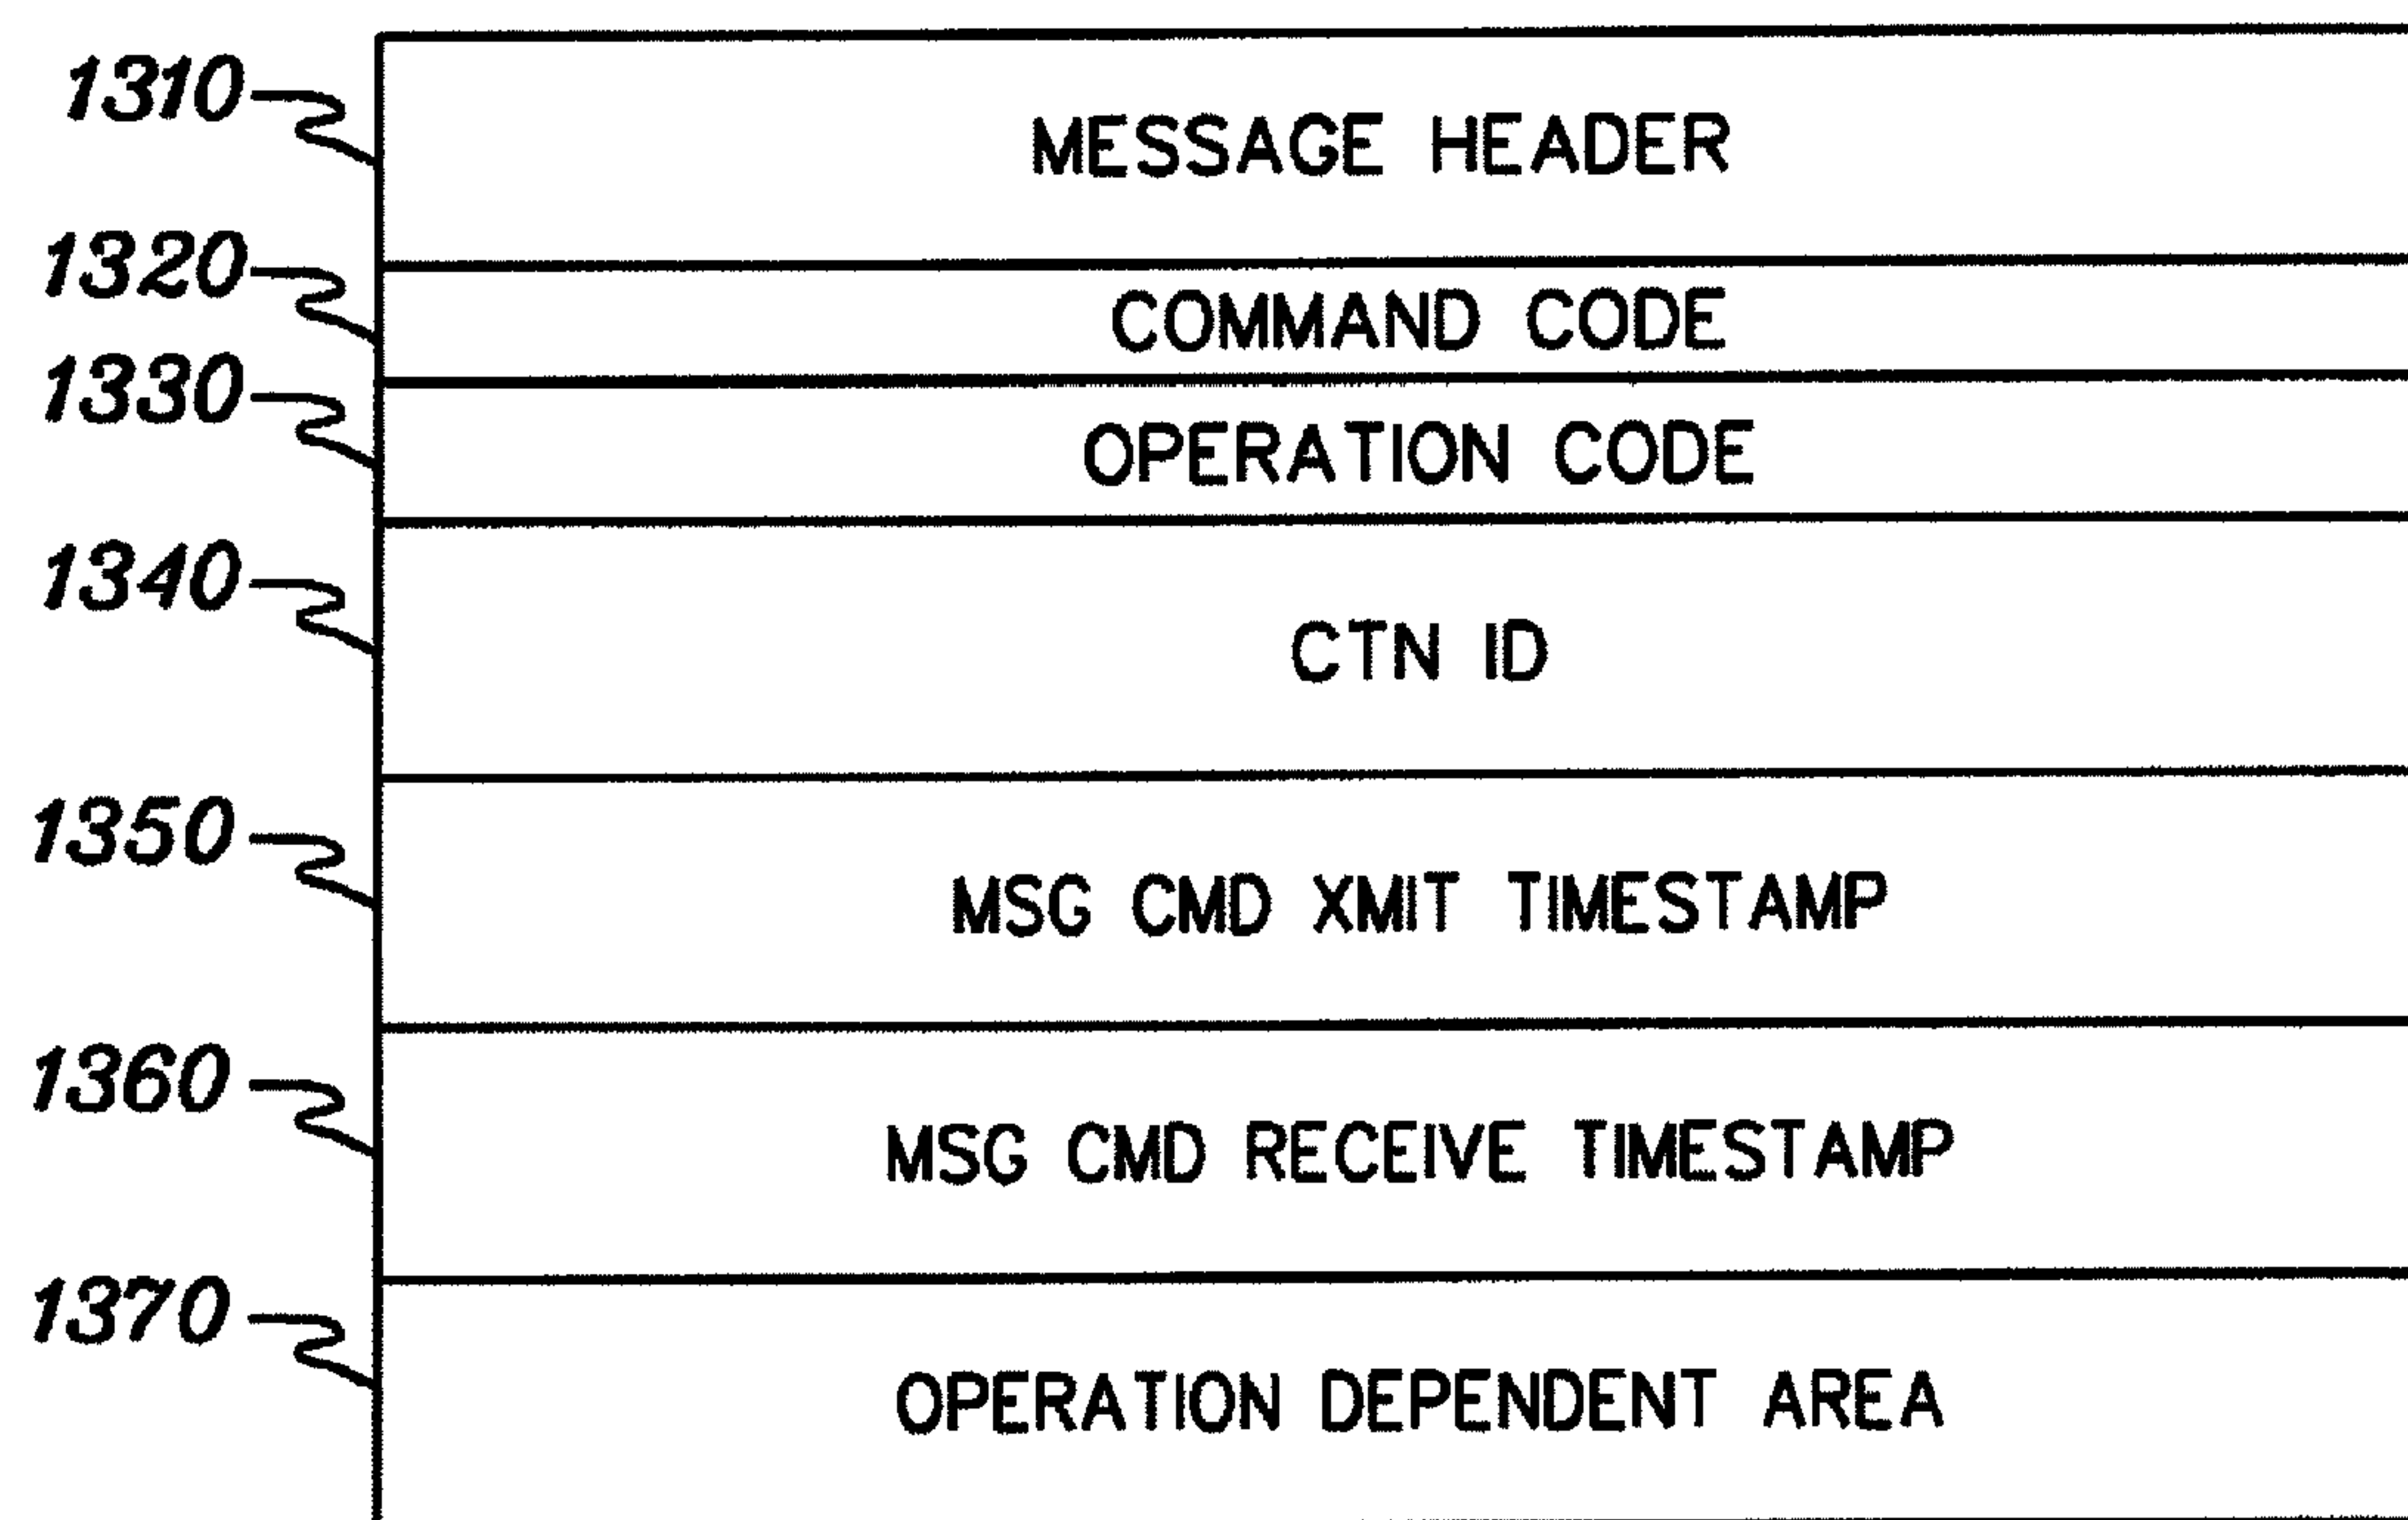 1310
MESSAGE HEADER
1320
COMMAND CODE
1330
OPERATION CODE
1340
CTN ID
1350
MSG CMD XMIT TIMESTAMP
1360
MSG CMD RECEIVE TIMESTAMP
1370
OPERATION DEPENDENT AREA